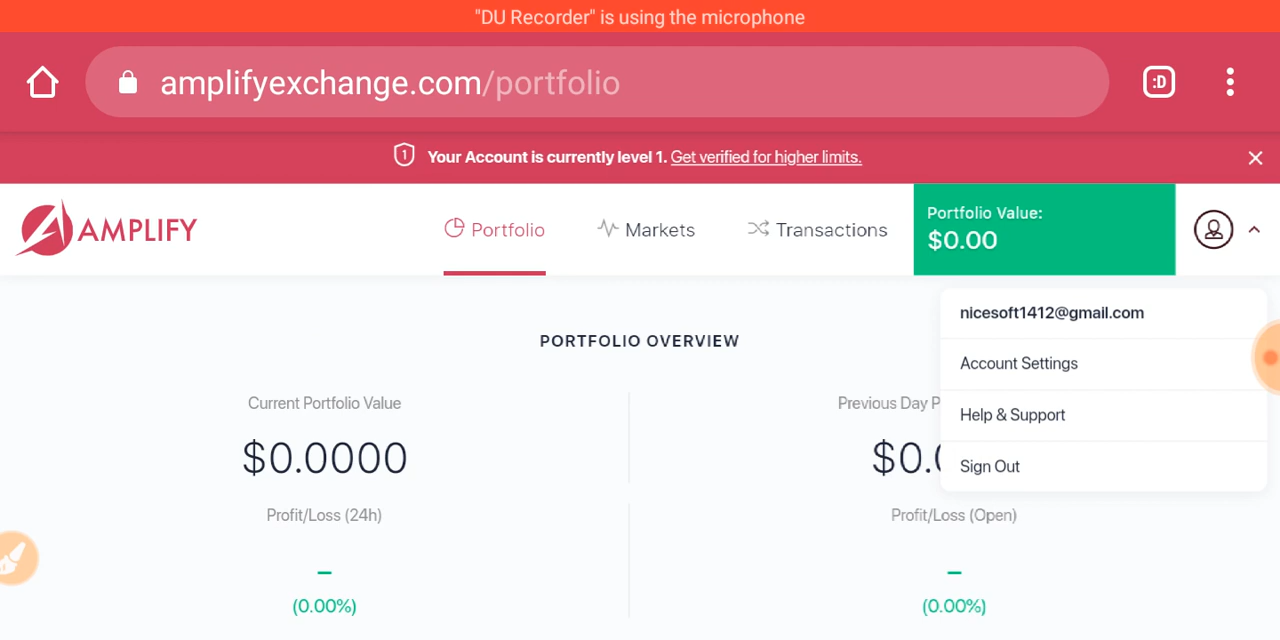 "DU Recorder" is using the microphone
amplifyexchange.com/portfolio
:D
1 Your Account is currently level 1. Get verified for higher limits.
AMPLIFY
Portfolio
Markets
Transactions
Portfolio Value:
$0.00
nicesoft1412@gmail.com
Account Settings
Help & Support
Sign Out
PORTFOLIO OVERVIEW
Current Portfolio Value
$0.0000
Previous Day P
$0.
Profit/Loss (24h)
–
(0.00%)
Profit/Loss (Open)
–
(0.00%)